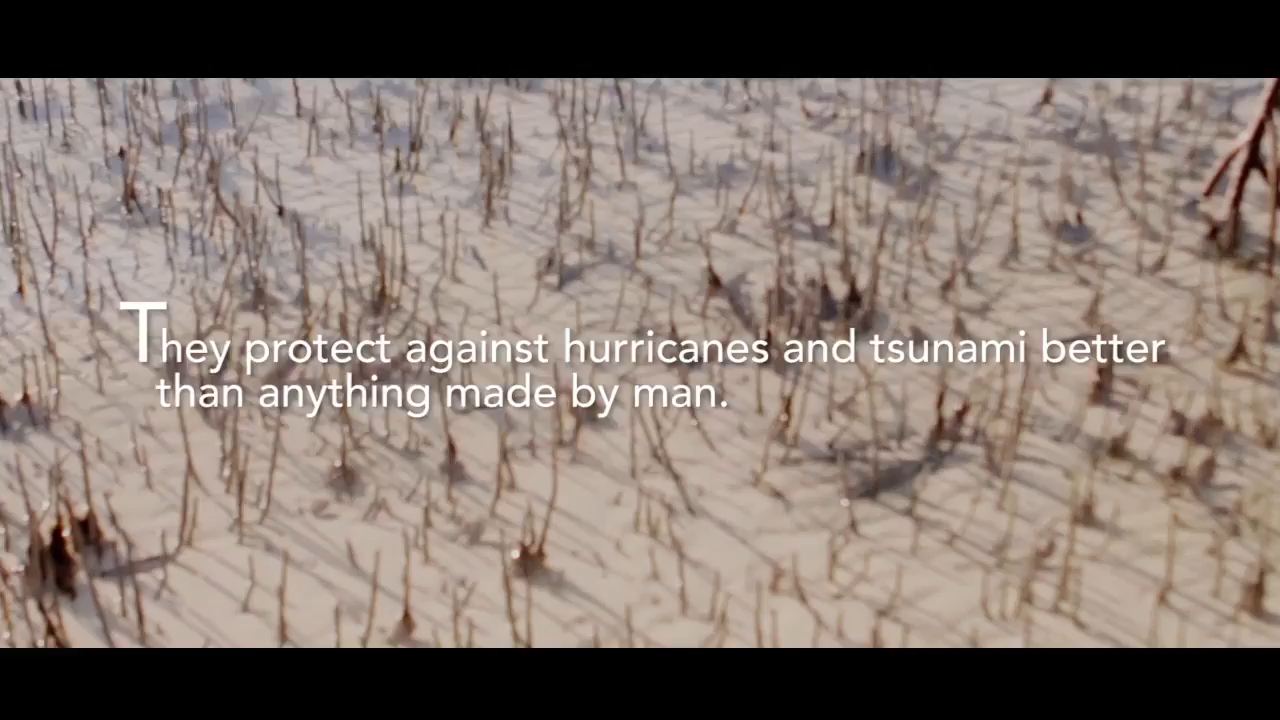 They protect against hurricanes and tsunami better
than anything made by man.